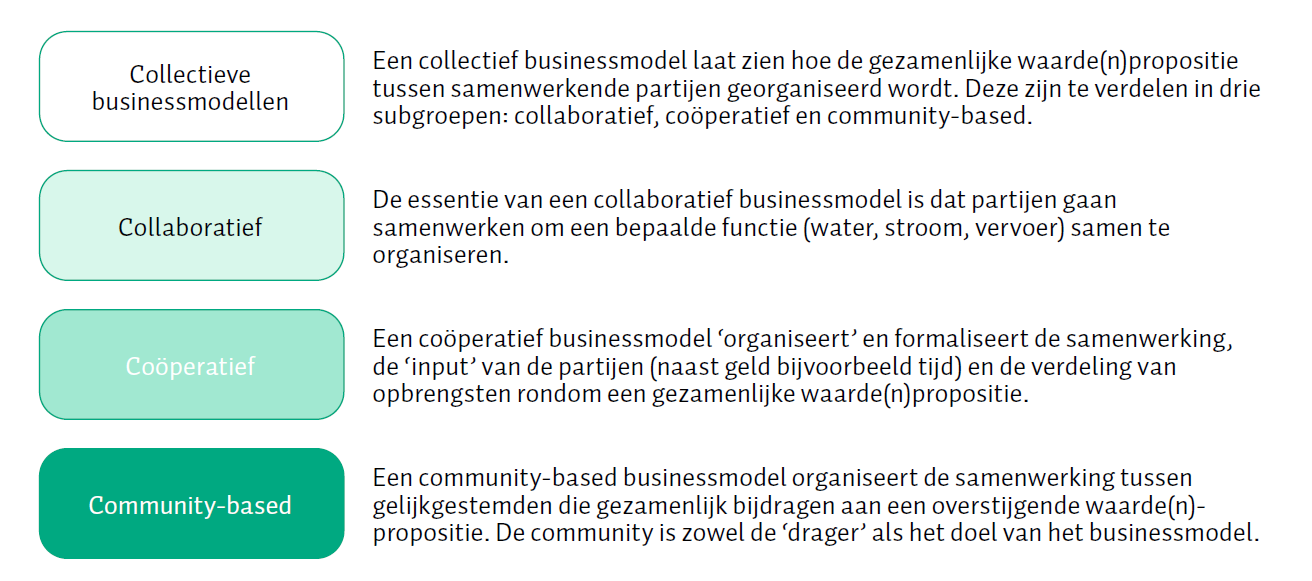 Collectieve
businessmodellen
Een collectief businessmodel laat zien hoe de gezamenlijke waarde(n)propositie
tussen samenwerkende partijen georganiseerd wordt. Deze zijn te verdelen in drie
subgroepen: collaboratief, coöperatief en community-based.
Collaboratief
De essentie van een collaboratief businessmodel is dat partijen gaan
samenwerken om een bepaalde functie (water, stroom, vervoer) samen te
organiseren.
Coöperatief
Een coöperatief businessmodel ‘organiseert’ en formaliseert de samenwerking,
de ‘input’ van de partijen (naast geld bijvoorbeeld tijd) en de verdeling van
opbrengsten rondom een gezamenlijke waarde(n)propositie.
Community-based
Een community-based businessmodel organiseert de samenwerking tussen
gelijkgestemden die gezamenlijk bijdragen aan een overstijgende waarde(n)-
propositie. De community is zowel de ‘drager’ als het doel van het businessmodel.